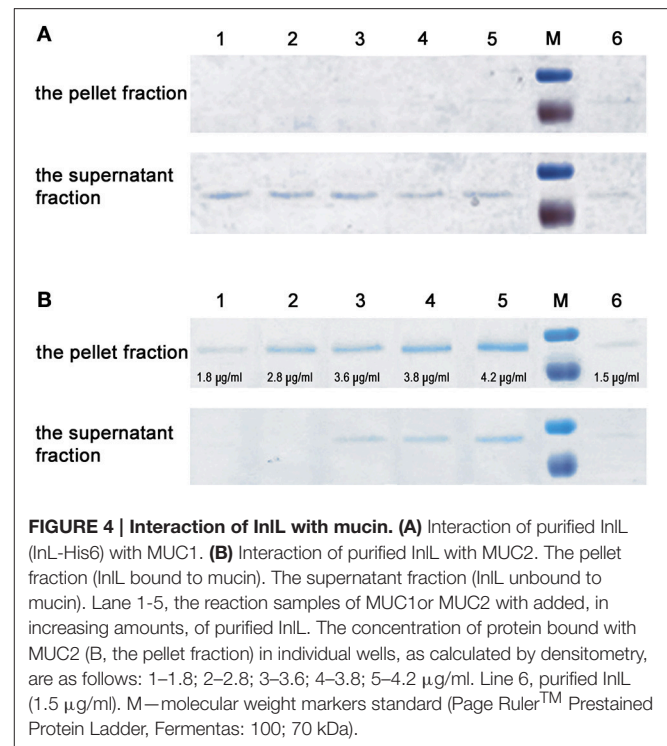 A
1 2 3 4 5 M 6
the pellet fraction
the supernatant
fraction
B
1 2 3 4 5 M 6
the pellet fraction
1.8 µg/ml 2.8 µg/ml 3.6 µg/ml 3.8 µg/ml 4.2 µg/ml 1.5 µg/ml
the supernatant
fraction
FIGURE 4 | Interaction of InlL with mucin. (A) Interaction of purified InlL
(InL-His6) with MUC1. (B) Interaction of purified InlL with MUC2. The pellet
fraction (InlL bound to mucin). The supernatant fraction (InlL unbound to
mucin). Lane 1-5, the reaction samples of MUC1or MUC2 with added, in
increasing amounts, of purified InlL. The concentration of protein bound with
MUC2 (B, the pellet fraction) in individual wells, as calculated by densitometry,
are as follows: 1–1.8; 2–2.8; 3–3.6; 4–3.8; 5–4.2 µg/ml. Line 6, purified InlL
(1.5 µg/ml). M—molecular weight markers standard (Page Ruler™ Prestained
Protein Ladder, Fermentas: 100; 70 kDa).